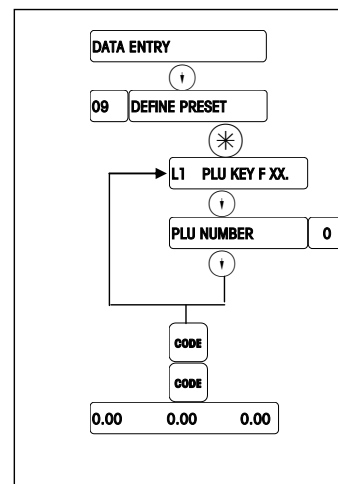 DATA ENTRY
09 DEFINE PRESET
L1 PLU KEY F XX.
PLU NUMBER 0
CODE
CODE
0.00 0.00 0.00